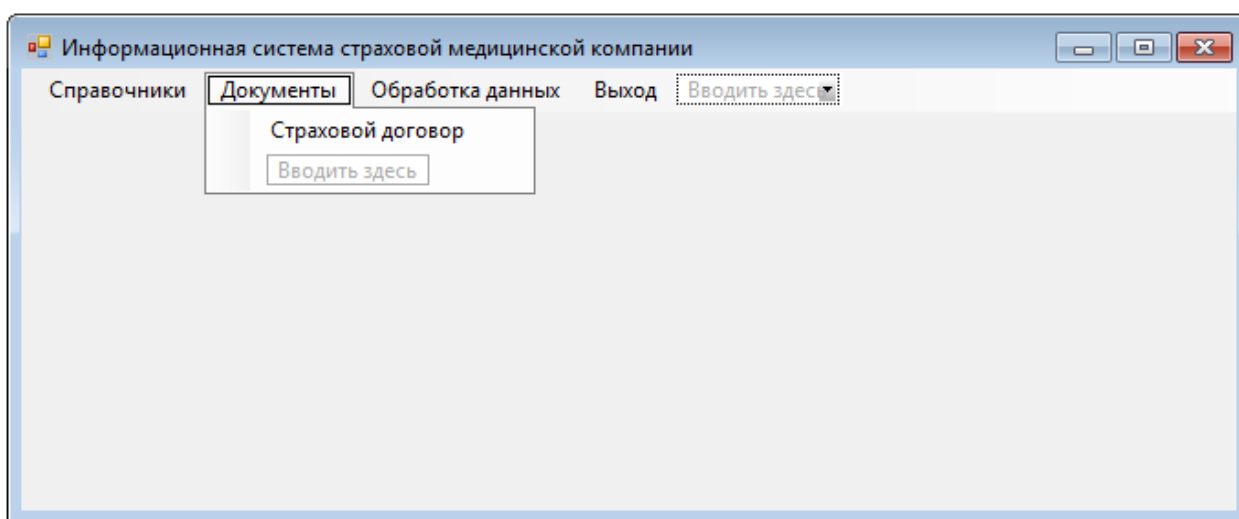 Информационная система страховой медицинской компании
Справочники Документы Обработка данных Выход Вводить здесь
Страховой договор
Вводить здесь